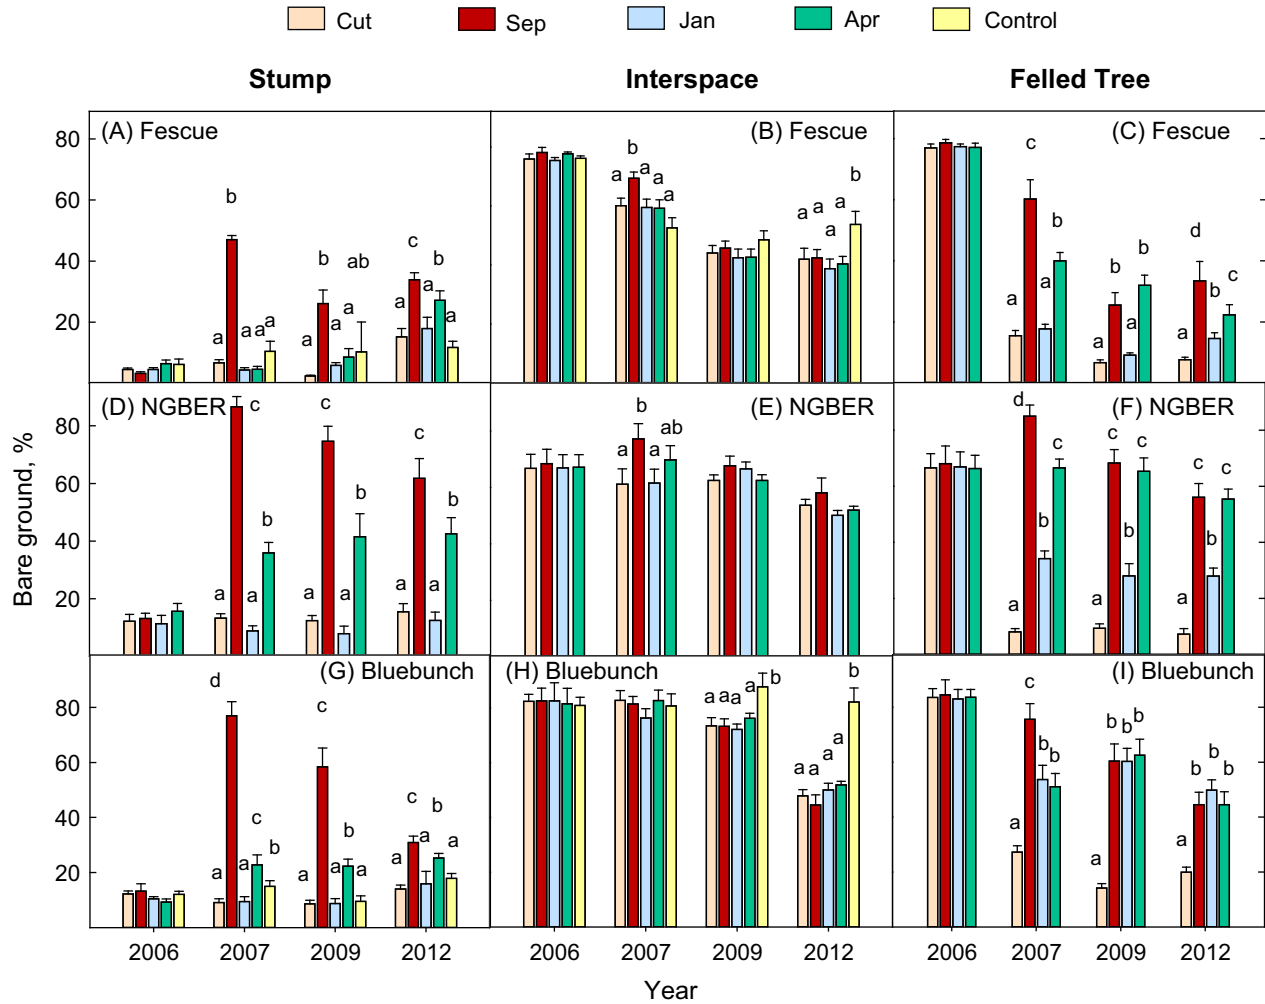 Cut Sep Jan Apr Control
Stump Interspace Felled Tree
(A) Fescue
80
60
40
20
a b a a a
a b a a ab
a c a b a
(B) Fescue
a b a a a
a a a a b
(C) Fescue
a c a b
a b a b
a d b c
(D) NGBER
80
60
40
20
a c a b
a c a b
a c a b
(E) NGBER
a b a ab
(F) NGBER
a d b c
a c b c
a c b c
(G) Bluebunch
80
60
40
20
a d a c b
a c a b a
a c a b a
(H) Bluebunch
a a a a b
a a a a b
(I) Bluebunch
a c b b
a b b b
a b b b
Bare ground, %
2006 2007 2009 2012 2006 2007 2009 2012 2006 2007 2009 2012
Year